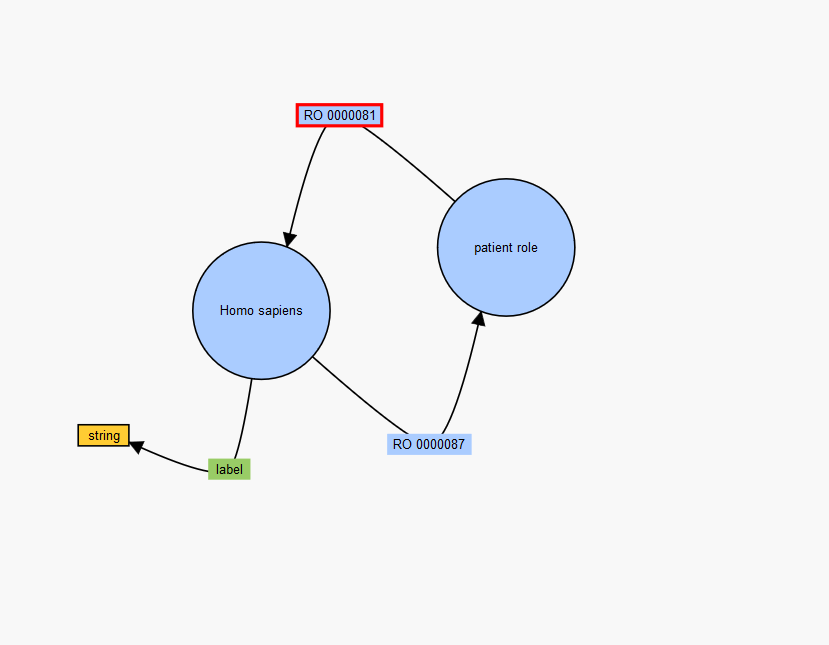 RO 0000081
patient role
Homo sapiens
string
RO 0000087
label